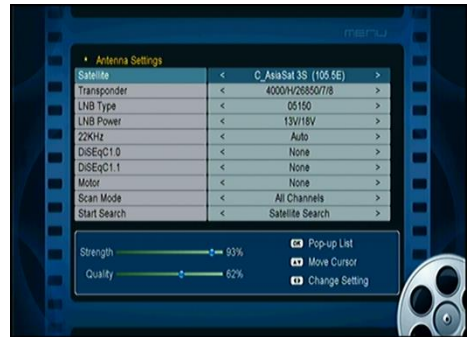 menu
Antenna Settings
Satellite < C_AsiaSat 3S (105.5E) >
Transponder < 4000/H/26850/7/8 >
LNB Type < 05150 >
LNB Power < 13V/18V >
22KHz < Auto >
DiSEqC1.0 < None >
DiSEqC1.1 < None >
Motor < None >
Scan Mode < All Channels >
Start Search < Satellite Search >
Strength 93%
Quality 62%
OK Pop-up List
Move Cursor
Change Setting